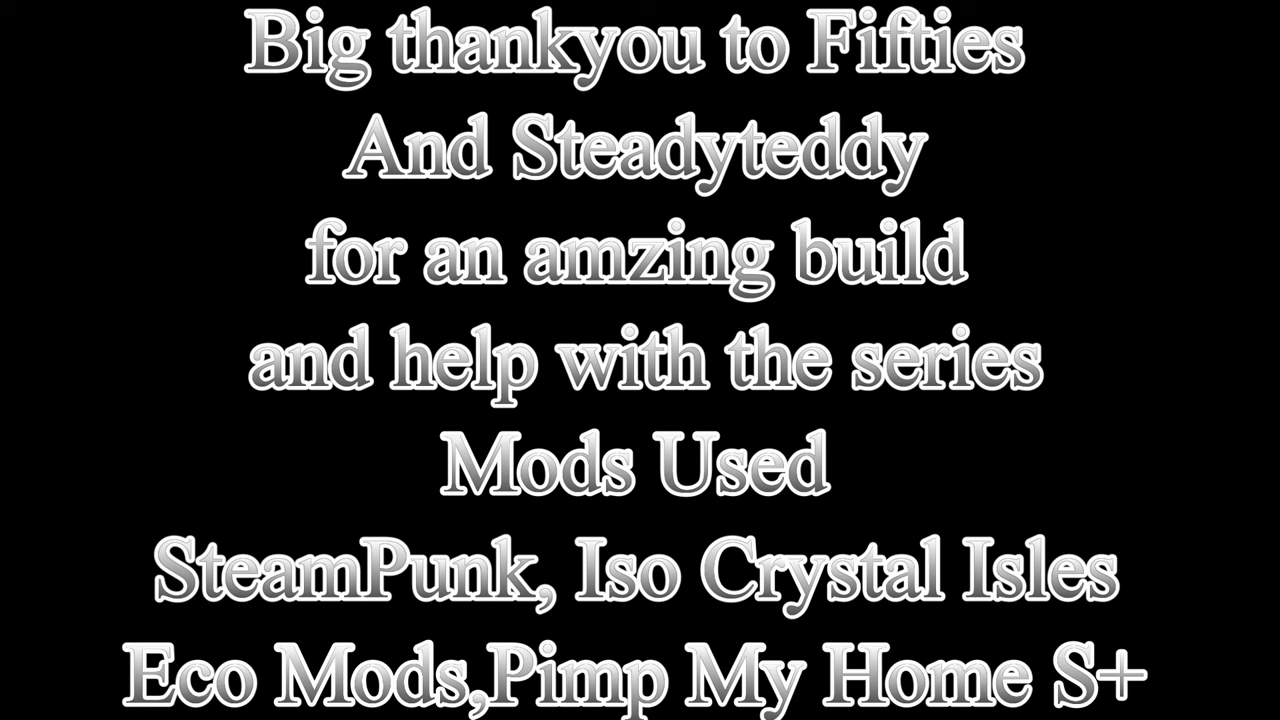 Big thankyou to Fifties
And Steadyteddy
for an amzing build
and help with the series
Mods Used
SteamPunk, Iso Crystal Isles
Eco Mods,Pimp My Home S+